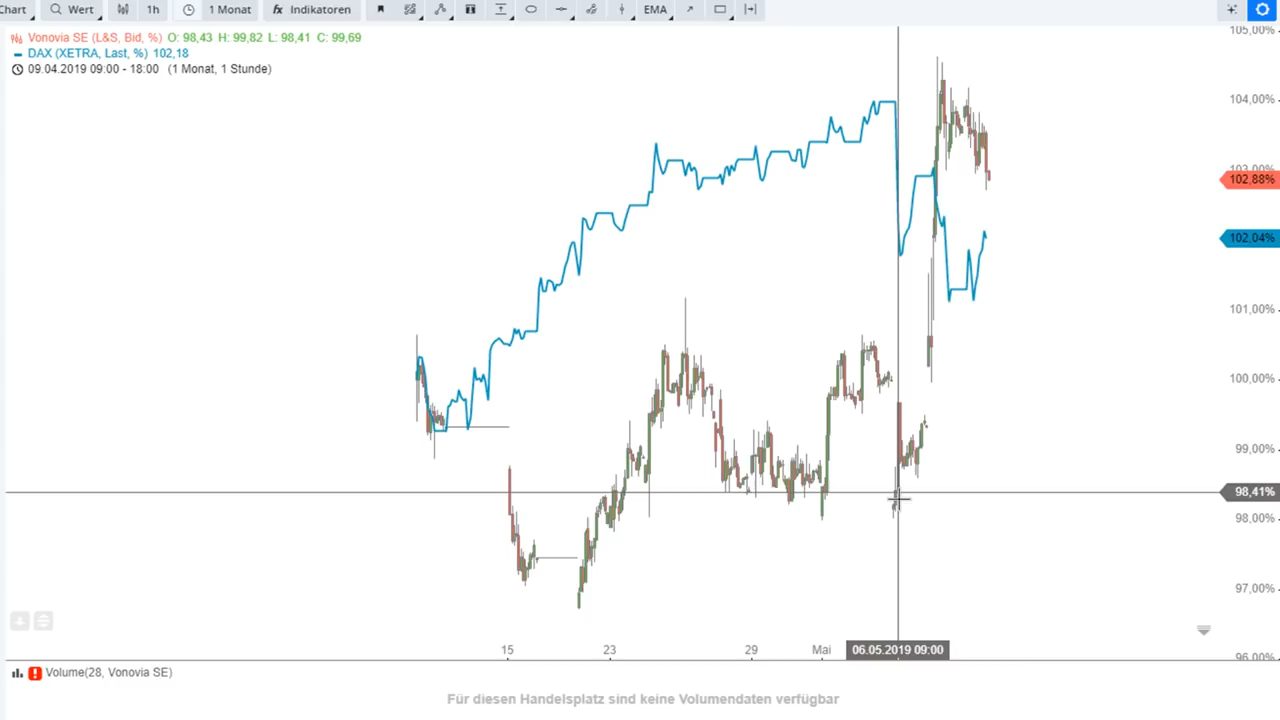 Chart Wert 1h 1 Monat fx Indikatoren EMA
Vonovia SE (L&S, Bid, %) O: 98,43 H: 99,82 L: 98,41 C: 99,69
DAX (XETRA, Last, %) 102,18
09.04.2019 09:00 - 18:00 (1 Monat, 1 Stunde)
105,00%
104,00%
103,00%
102,88%
102,04%
101,00%
100,00%
99,00%
98,41%
98,00%
97,00%
96,00%
15 23 29 Mai 06.05.2019 09:00
Volume(28, Vonovia SE)
Für diesen Handelsplatz sind keine Volumendaten verfügbar